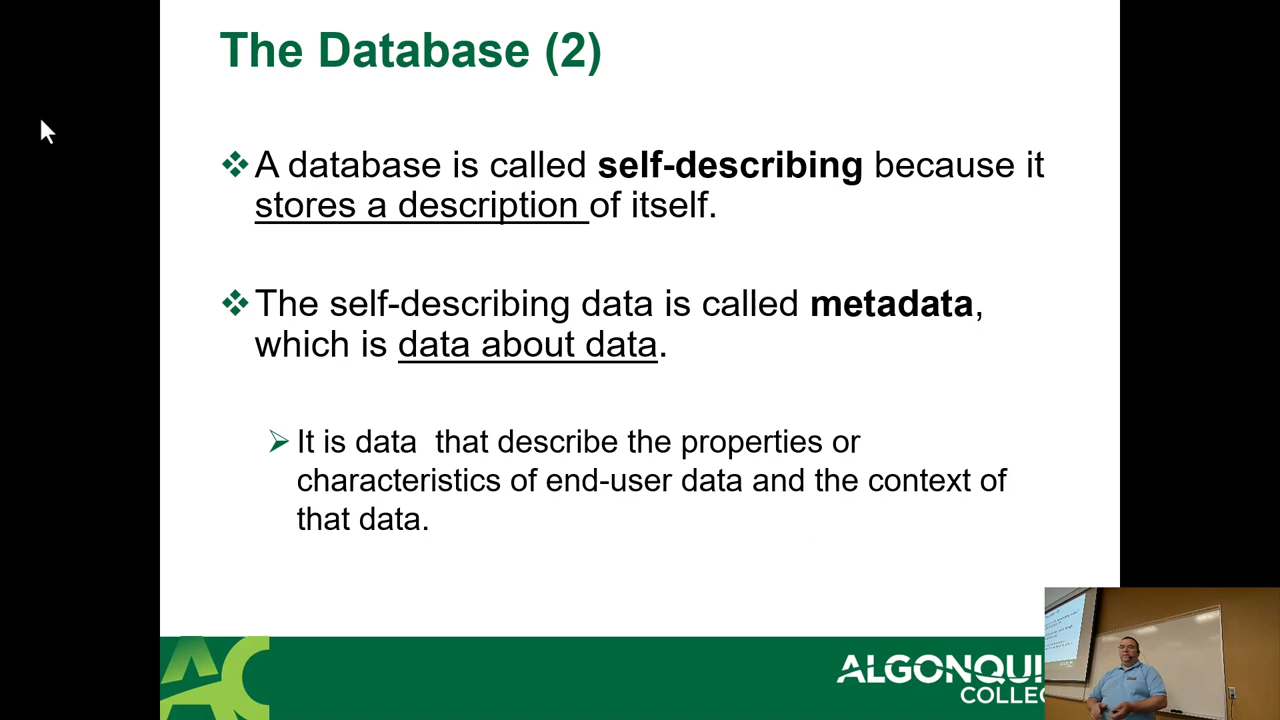 The Database (2)
A database is called self-describing because it
stores a description of itself.
The self-describing data is called metadata,
which is data about data.
It is data  that describe the properties or
characteristics of end-user data and the context of
that data.
AC
ALGONQUI
COLLE